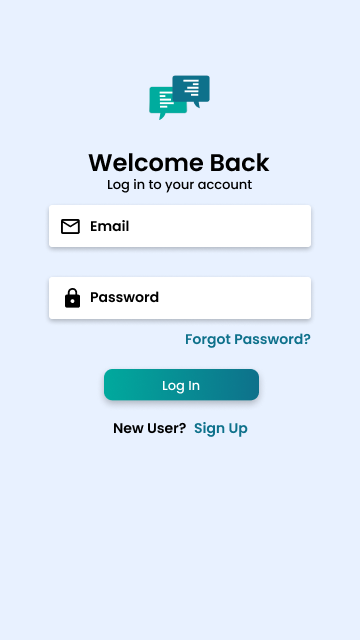 Welcome Back
Log in to your account
Email
Password
Forgot Password?
Log In
New User? Sign Up